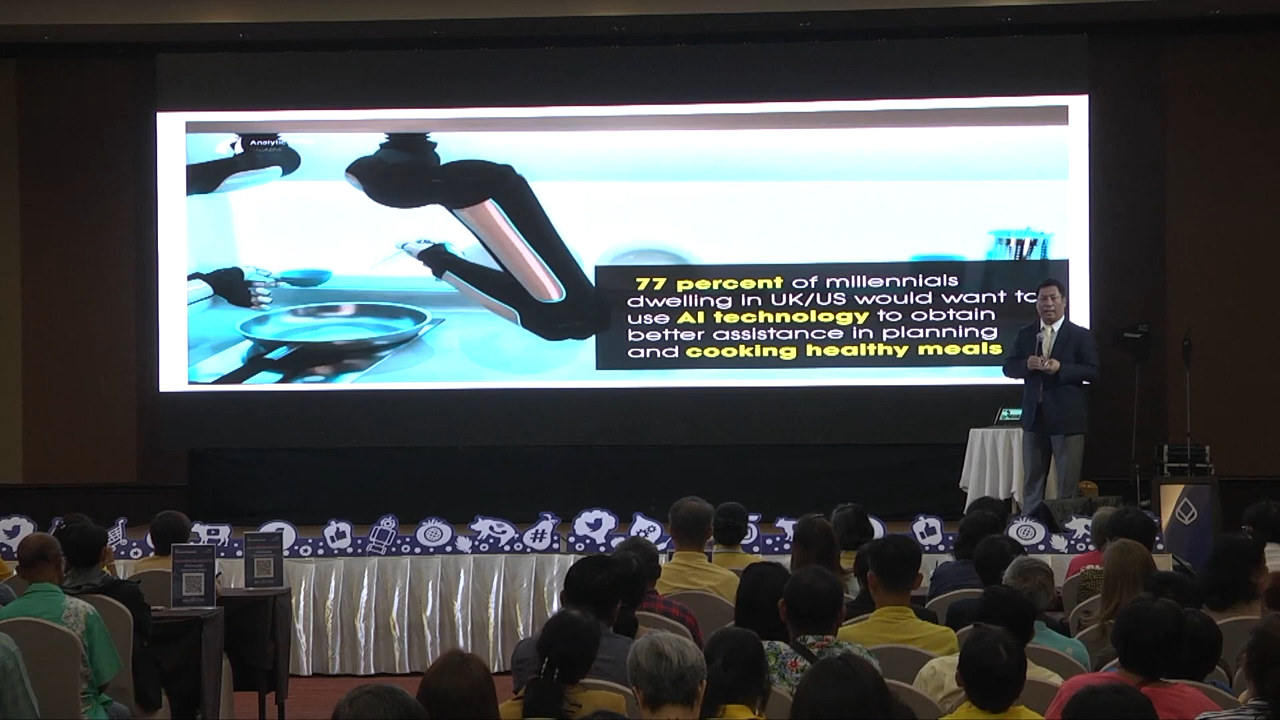 Analytic
77 percent of millennials
dwelling in UK/US would want to
use AI technology to obtain
better assistance in planning
and cooking healthy meals
#